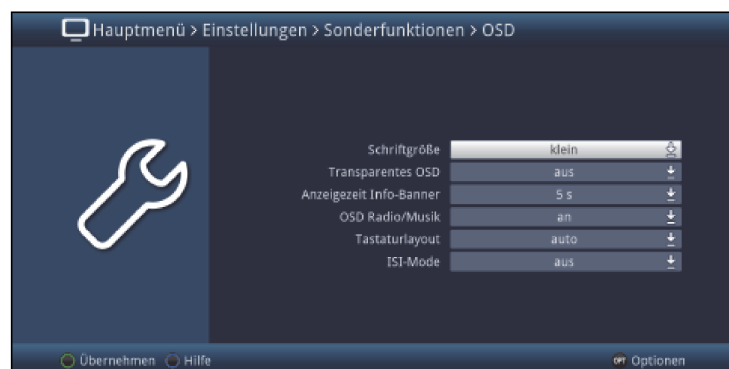 Hauptmenü > Einstellungen > Sonderfunktionen > OSD
Schriftgröße klein
Transparentes OSD aus
Anzeigezeit Info-Banner 5 s
OSD Radio/Musik an
Tastaturlayout auto
ISI-Mode aus
Übernehmen Hilfe OPT Optionen